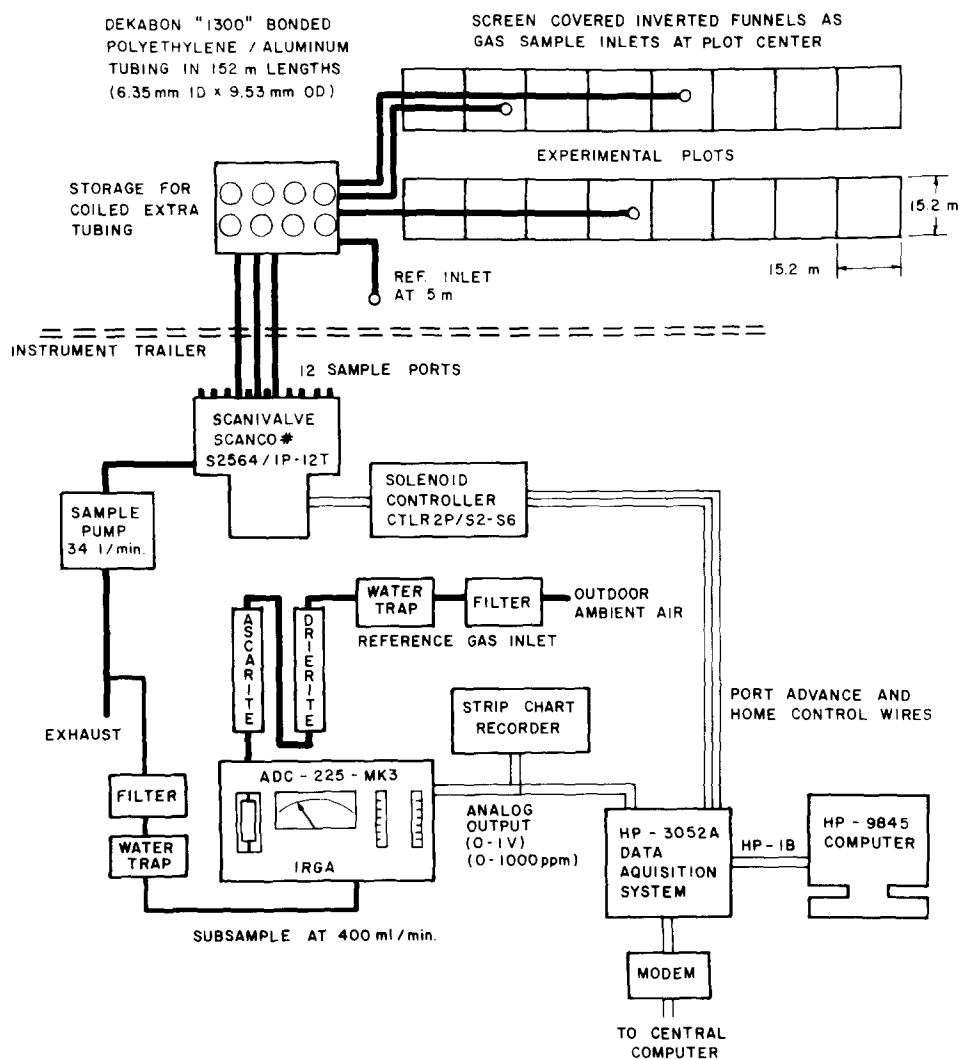 DEKABON "1300" BONDED
POLYETHYLENE / ALUMINUM
TUBING IN 152 m LENGTHS
(6.35mm ID × 9.53mm OD)
SCREEN COVERED INVERTED FUNNELS AS
GAS SAMPLE INLETS AT PLOT CENTER
EXPERIMENTAL PLOTS
STORAGE FOR
COILED EXTRA
TUBING
15.2 m
15.2 m
REF. INLET
AT 5m
INSTRUMENT TRAILER
12 SAMPLE PORTS
SCANIVALVE
SCANCO #
S2564/IP-12T
SOLENOID
CONTROLLER
CTLR2P/S2-S6
SAMPLE
PUMP
34 l/min.
ASCARITE
DRIERITE
WATER
TRAP
FILTER
OUTDOOR
AMBIENT AIR
REFERENCE GAS INLET
PORT ADVANCE AND
HOME CONTROL WIRES
STRIP CHART
RECORDER
EXHAUST
ADC - 225 - MK3
IRGA
FILTER
WATER
TRAP
ANALOG
OUTPUT
(0-1V)
(0-1000ppm)
HP - 3052A
DATA
AQUISITION
SYSTEM
HP-IB
HP - 9845
COMPUTER
SUBSAMPLE AT 400 ml/min.
MODEM
TO CENTRAL
COMPUTER